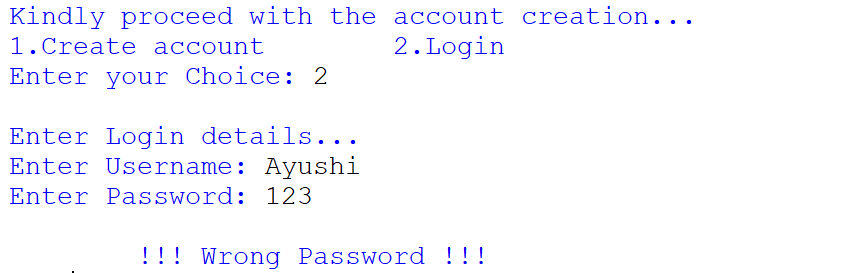 Kindly proceed with the account creation...
1.Create account        2.Login
Enter your Choice: 2
Enter Login details...
Enter Username: Ayushi
Enter Password: 123
!!! Wrong Password !!!